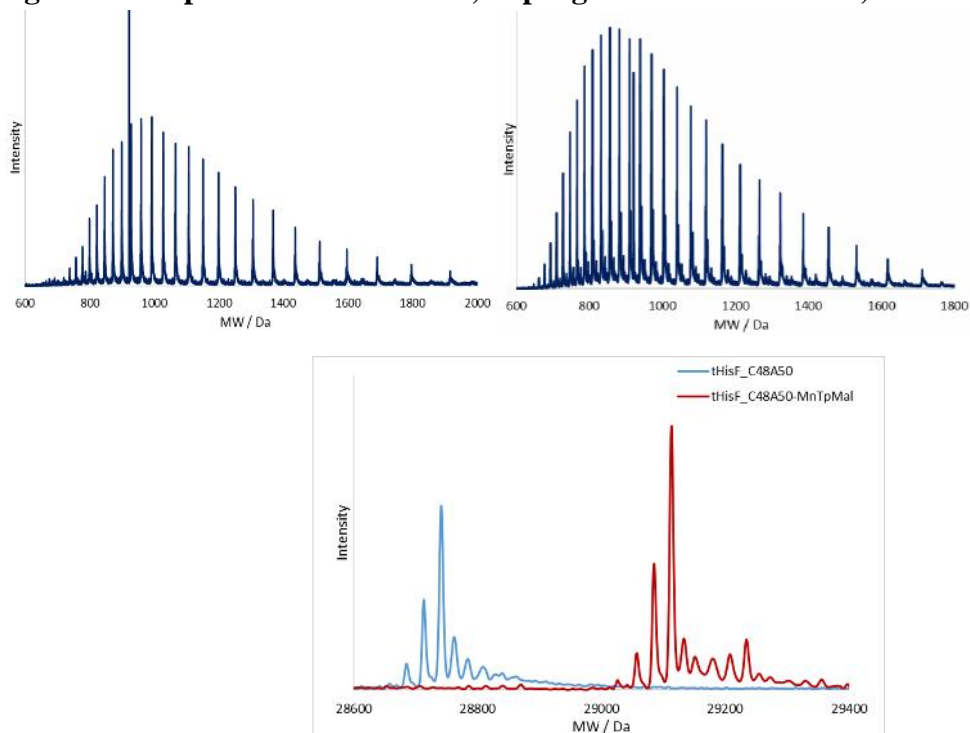 Intensity
600 800 1000 1200 1400 1600 1800 2000
MW / Da
Intensity
600 800 1000 1200 1400 1600 1800
MW / Da
tHisF_C48A50
tHisF_C48A50-MnTpMal
Intensity
28600 28800 29000 29200 29400
MW / Da